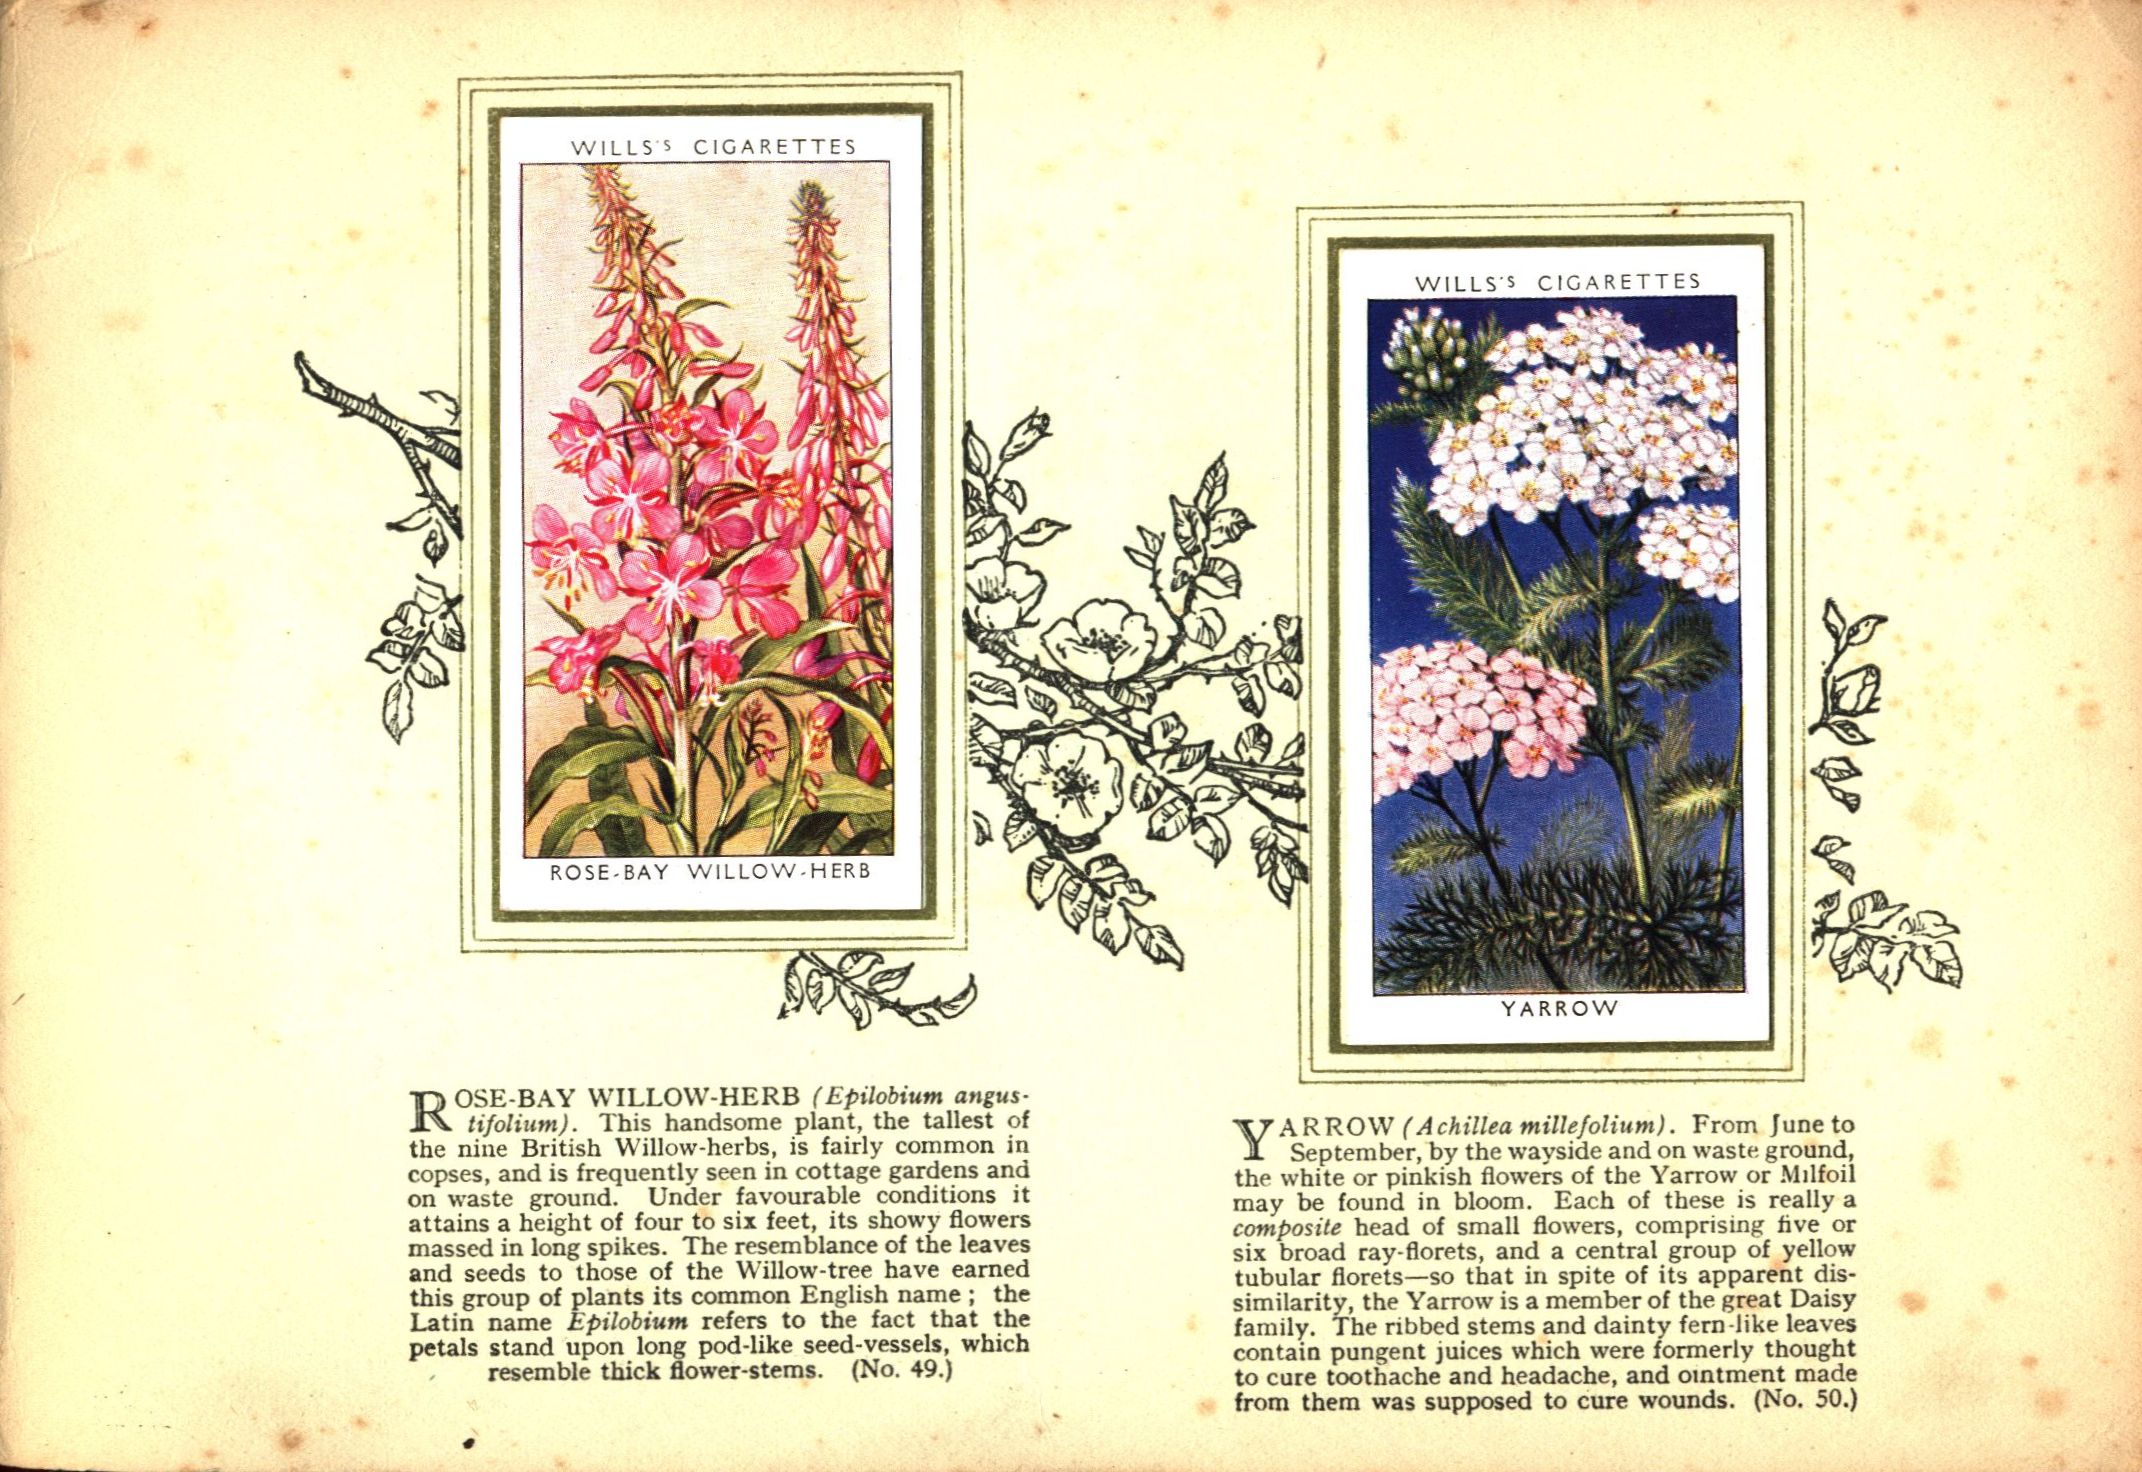 WILLS'S CIGARETTES
ROSE-BAY WILLOW-HERB
ROSE-BAY WILLOW-HERB (Epilobium angus-
tifolium). This handsome plant, the tallest of
the nine British Willow-herbs, is fairly common in
copses, and is frequently seen in cottage gardens and
on waste ground. Under favourable conditions it
attains a height of four to six feet, its showy flowers
massed in long spikes. The resemblance of the leaves
and seeds to those of the Willow-tree have earned
this group of plants its common English name ; the
Latin name Epilobium refers to the fact that the
petals stand upon long pod-like seed-vessels, which
resemble thick flower-stems. (No. 49.)
WILLS'S CIGARETTES
YARROW
YARROW (Achillea millefolium). From June to
September, by the wayside and on waste ground,
the white or pinkish flowers of the Yarrow or Milfoil
may be found in bloom. Each of these is really a
composite head of small flowers, comprising five or
six broad ray-florets, and a central group of yellow
tubular florets—so that in spite of its apparent dis-
similarity, the Yarrow is a member of the great Daisy
family. The ribbed stems and dainty fern-like leaves
contain pungent juices which were formerly thought
to cure toothache and headache, and ointment made
from them was supposed to cure wounds. (No. 50.)